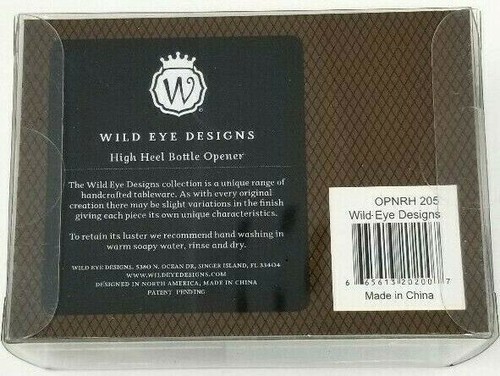 W
WILD EYE DESIGNS
High Heel Bottle Opener
The Wild Eye Designs collection is a unique range of
handcrafted tableware. As with every original
creation there may be slight variations in the finish
giving each piece its own unique characteristics.
To retain its luster we recommend hand washing in
warm soapy water, rinse and dry.
WILD EYE DESIGNS, 5380 N. OCEAN DR, SINGER ISLAND, FL 33404
WWW.WILDEYEDESIGNS.COM
DESIGNED IN NORTH AMERICA, MADE IN CHINA
PATENT PENDING
OPNRH 205
Wild Eye Designs
6 65613 20200 7
Made in China